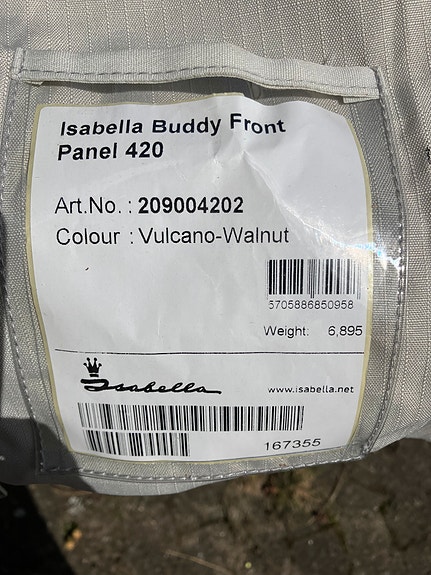 Isabella Buddy Front
Panel 420
Art.No. : 209004202
Colour : Vulcano-Walnut
5705886850958
Weight: 6,895
Isabella
www.isabella.net
167355